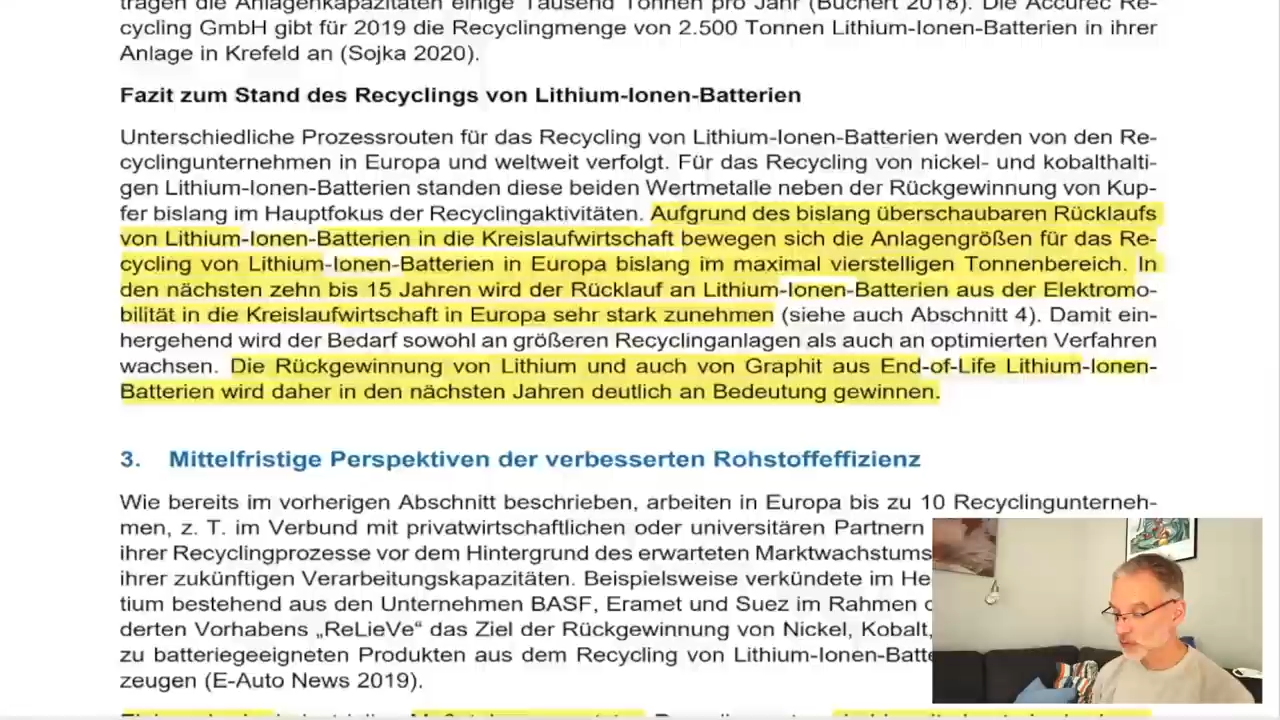 tragen die Anlagenkapazitäten einige Tausend Tonnen pro Jahr (Buchert 2018). Die Accurec Re-
cycling GmbH gibt für 2019 die Recyclingmenge von 2.500 Tonnen Lithium-Ionen-Batterien in ihrer
Anlage in Krefeld an (Sojka 2020).
Fazit zum Stand des Recyclings von Lithium-Ionen-Batterien
Unterschiedliche Prozessrouten für das Recycling von Lithium-Ionen-Batterien werden von den Re-
cyclingunternehmen in Europa und weltweit verfolgt. Für das Recycling von nickel- und kobalthalti-
gen Lithium-Ionen-Batterien standen diese beiden Wertmetalle neben der Rückgewinnung von Kup-
fer bislang im Hauptfokus der Recyclingaktivitäten. Aufgrund des bislang überschaubaren Rücklaufs
von Lithium-Ionen-Batterien in die Kreislaufwirtschaft bewegen sich die Anlagengrößen für das Re-
cycling von Lithium-Ionen-Batterien in Europa bislang im maximal vierstelligen Tonnenbereich. In
den nächsten zehn bis 15 Jahren wird der Rücklauf an Lithium-Ionen-Batterien aus der Elektromo-
bilität in die Kreislaufwirtschaft in Europa sehr stark zunehmen (siehe auch Abschnitt 4). Damit ein-
hergehend wird der Bedarf sowohl an größeren Recyclinganlagen als auch an optimierten Verfahren
wachsen. Die Rückgewinnung von Lithium und auch von Graphit aus End-of-Life Lithium-Ionen-
Batterien wird daher in den nächsten Jahren deutlich an Bedeutung gewinnen.
3. Mittelfristige Perspektiven der verbesserten Rohstoffeffizienz
Wie bereits im vorherigen Abschnitt beschrieben, arbeiten in Europa bis zu 10 Recyclingunterneh-
men, z. T. im Verbund mit privatwirtschaftlichen oder universitären Partnern
ihrer Recyclingprozesse vor dem Hintergrund des erwarteten Marktwachstums
ihrer zukünftigen Verarbeitungskapazitäten. Beispielsweise verkündete im He
tium bestehend aus den Unternehmen BASF, Eramet und Suez im Rahmen
derten Vorhabens „ReLieVe“ das Ziel der Rückgewinnung von Nickel, Kobalt,
zu batteriegeeigneten Produkten aus dem Recycling von Lithium-Ionen-Batte
zeugen (E-Auto News 2019).